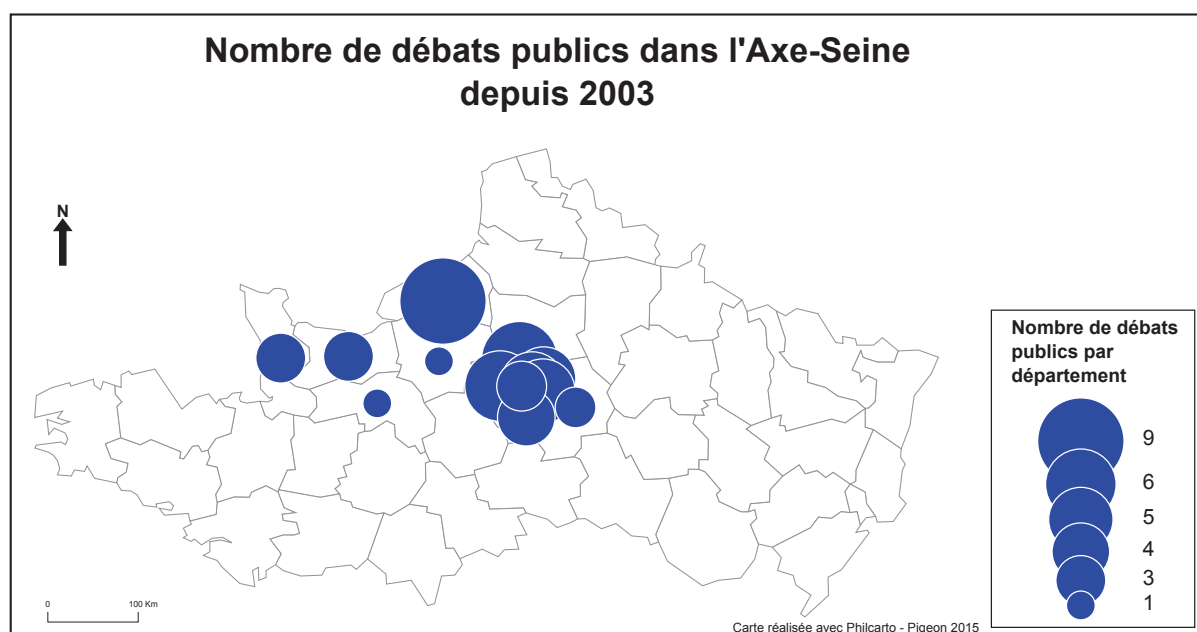 Nombre de débats publics dans l'Axe-Seine
depuis 2003
N
Nombre de débats
publics par
département
9
6
5
4
3
1
0 100 Km
Carte réalisée avec Philcarto - Pigeon 2015